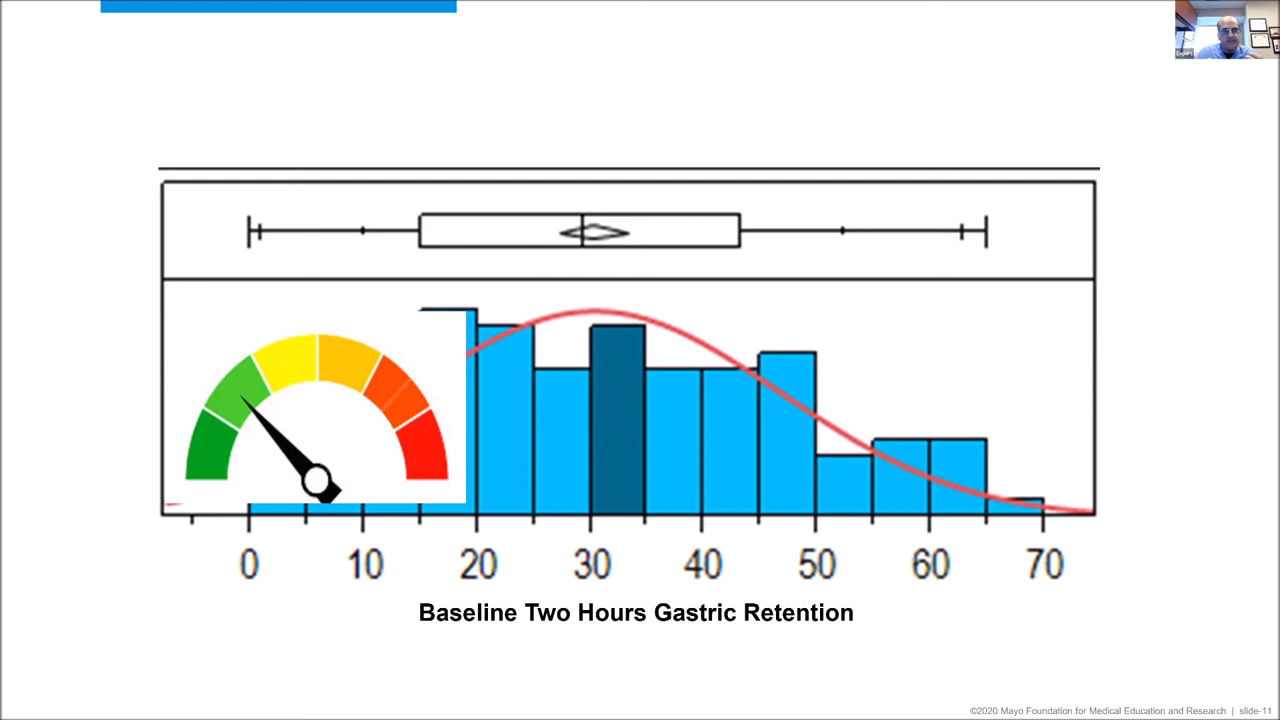 Expert
0 10 20 30 40 50 60 70
Baseline Two Hours Gastric Retention
©2020 Mayo Foundation for Medical Education and Research | slide-11